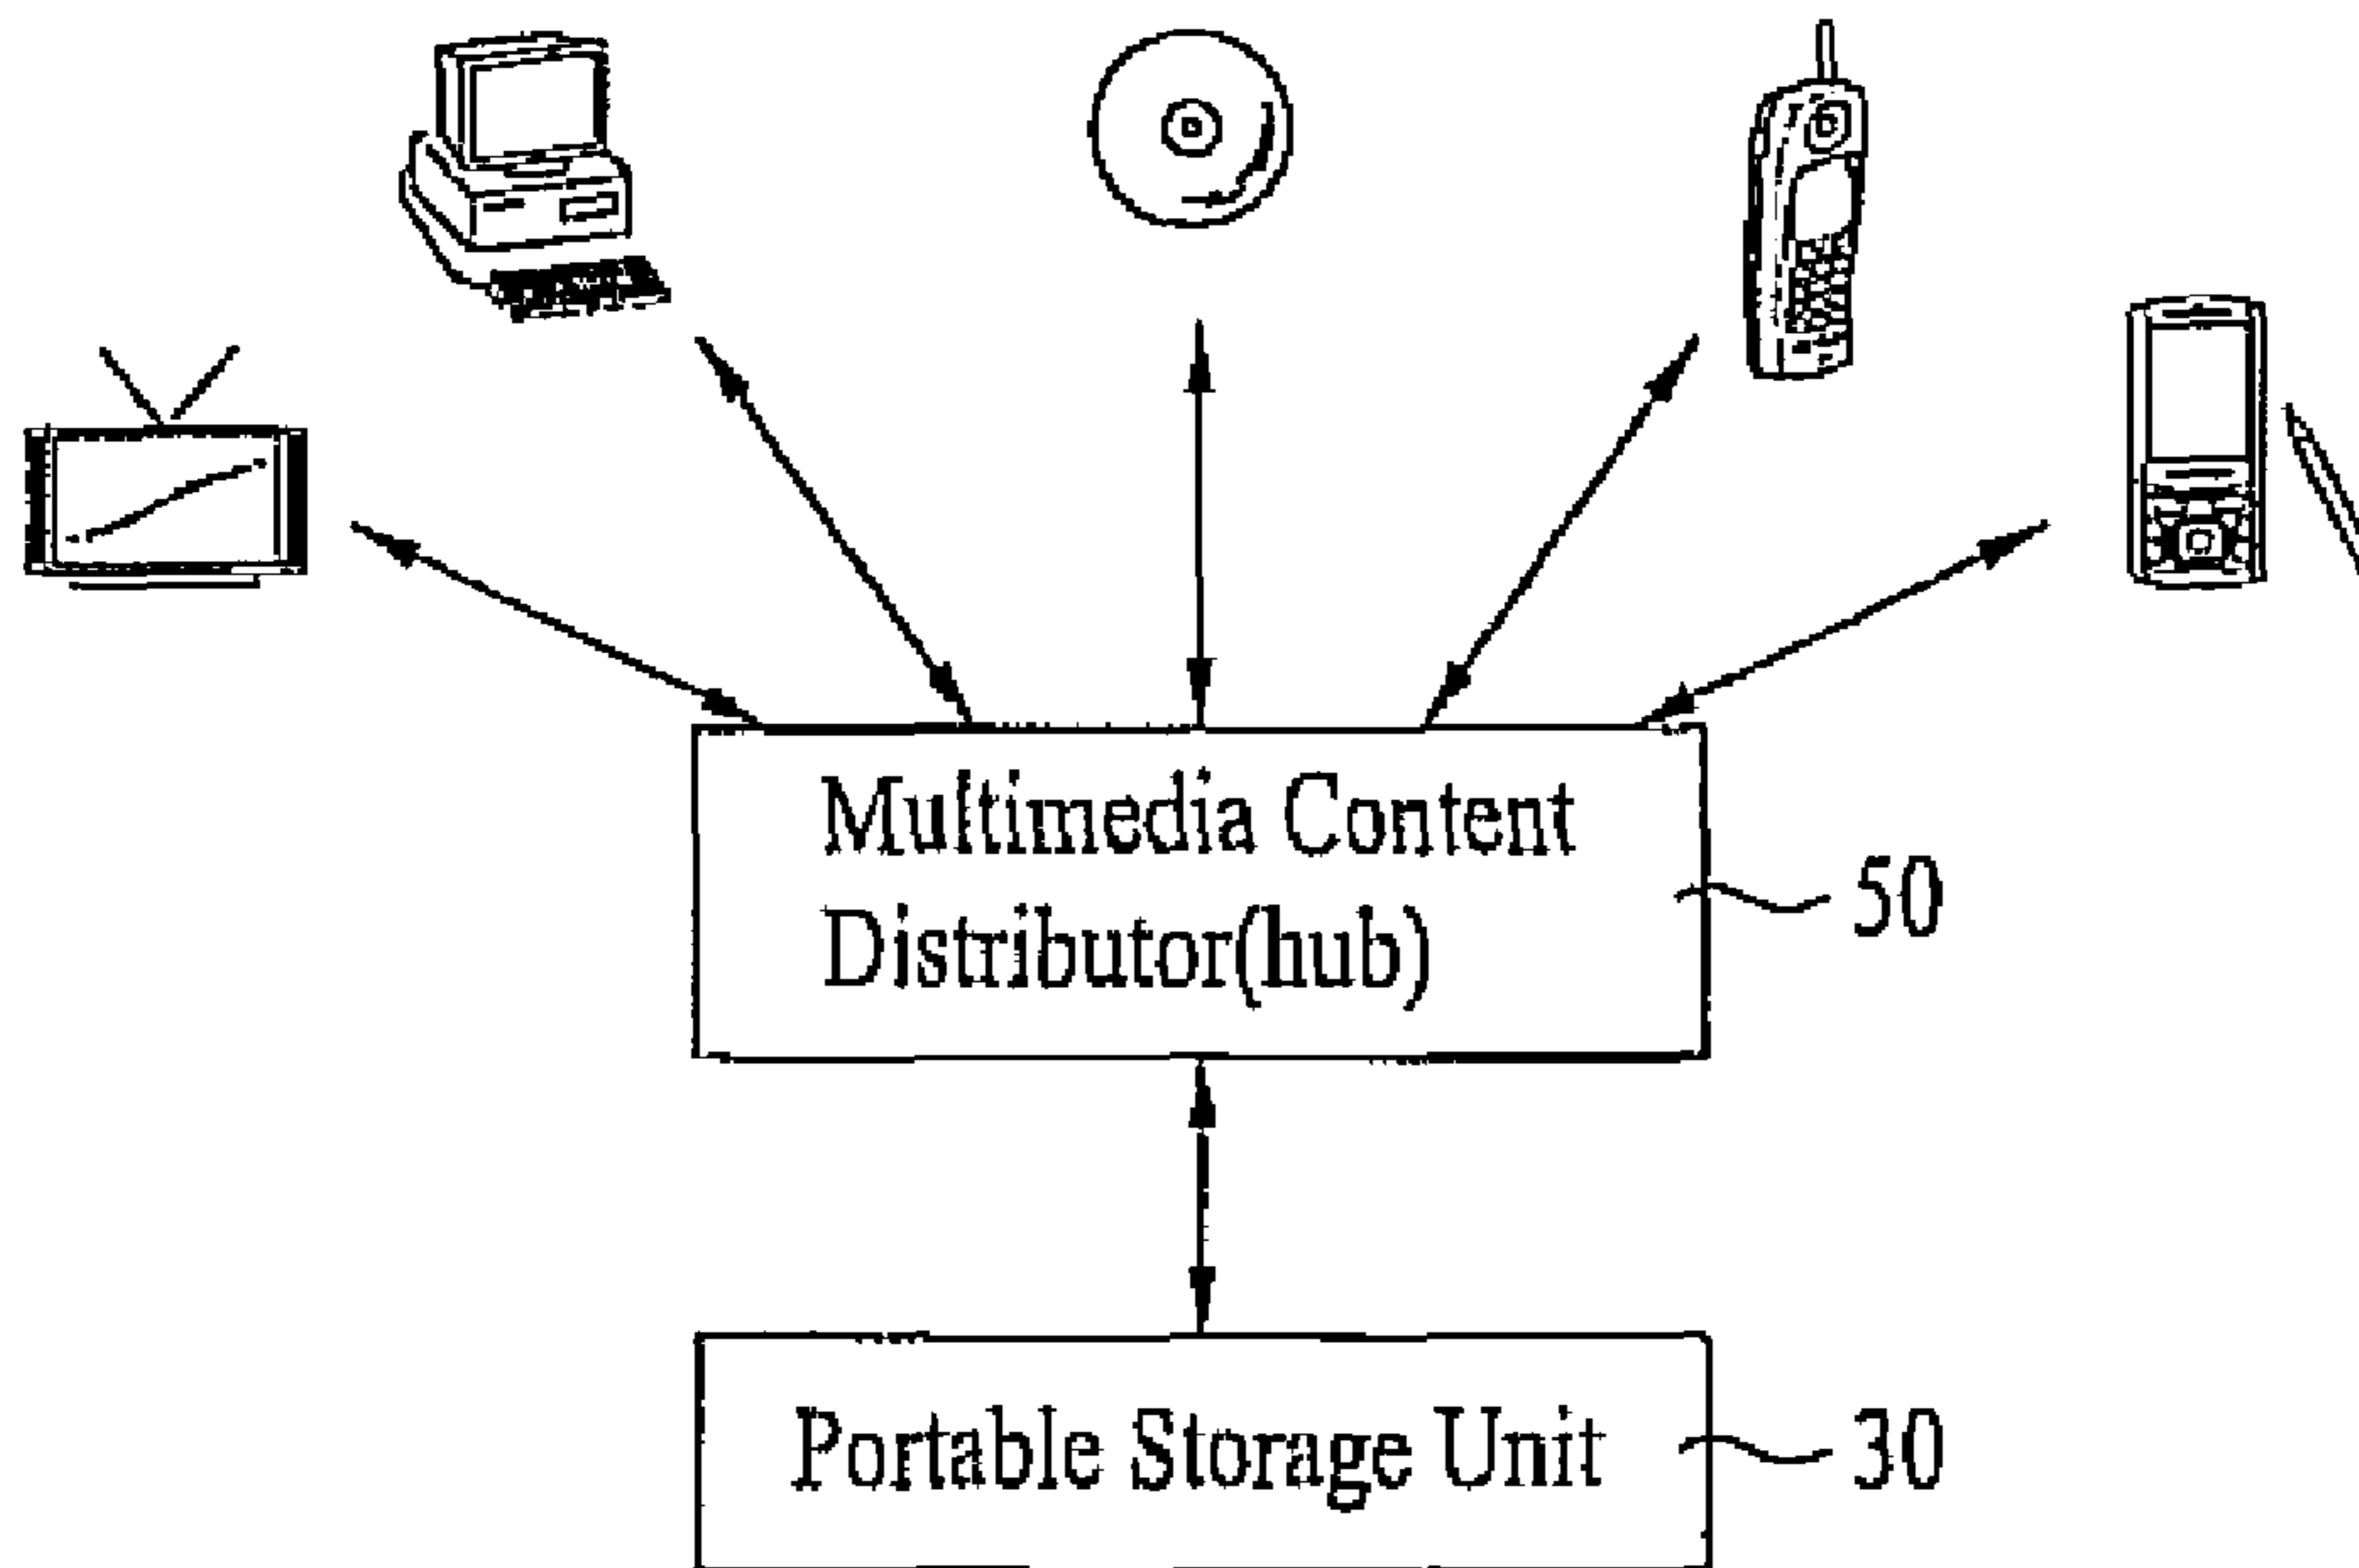 Multimedia Content
Distributor(hub)
50
Portable Storage Unit
30